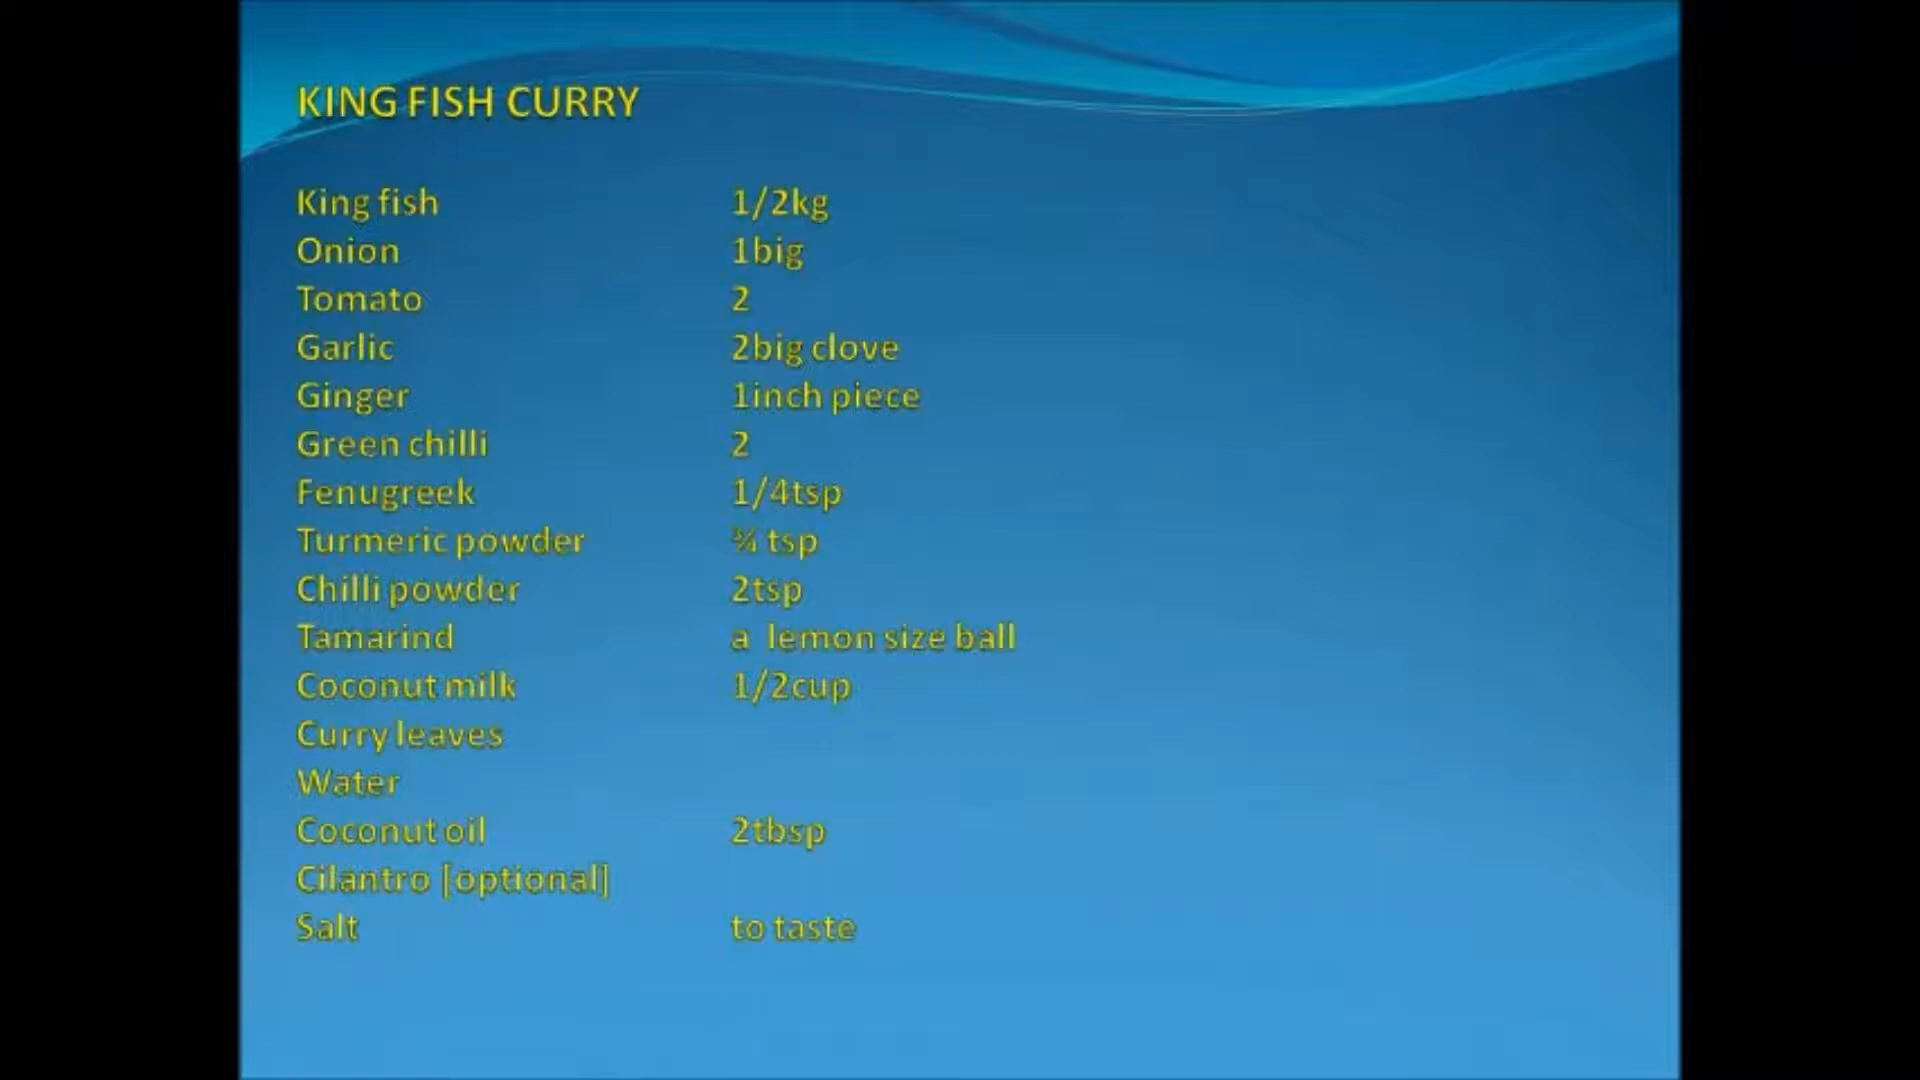 KING FISH CURRY
King fish 1/2kg
Onion 1big
Tomato 2
Garlic 2big clove
Ginger 1inch piece
Green chilli 2
Fenugreek 1/4tsp
Turmeric powder ¾ tsp
Chilli powder 2tsp
Tamarind a lemon size ball
Coconut milk 1/2cup
Curry leaves
Water
Coconut oil 2tbsp
Cilantro [optional]
Salt to taste